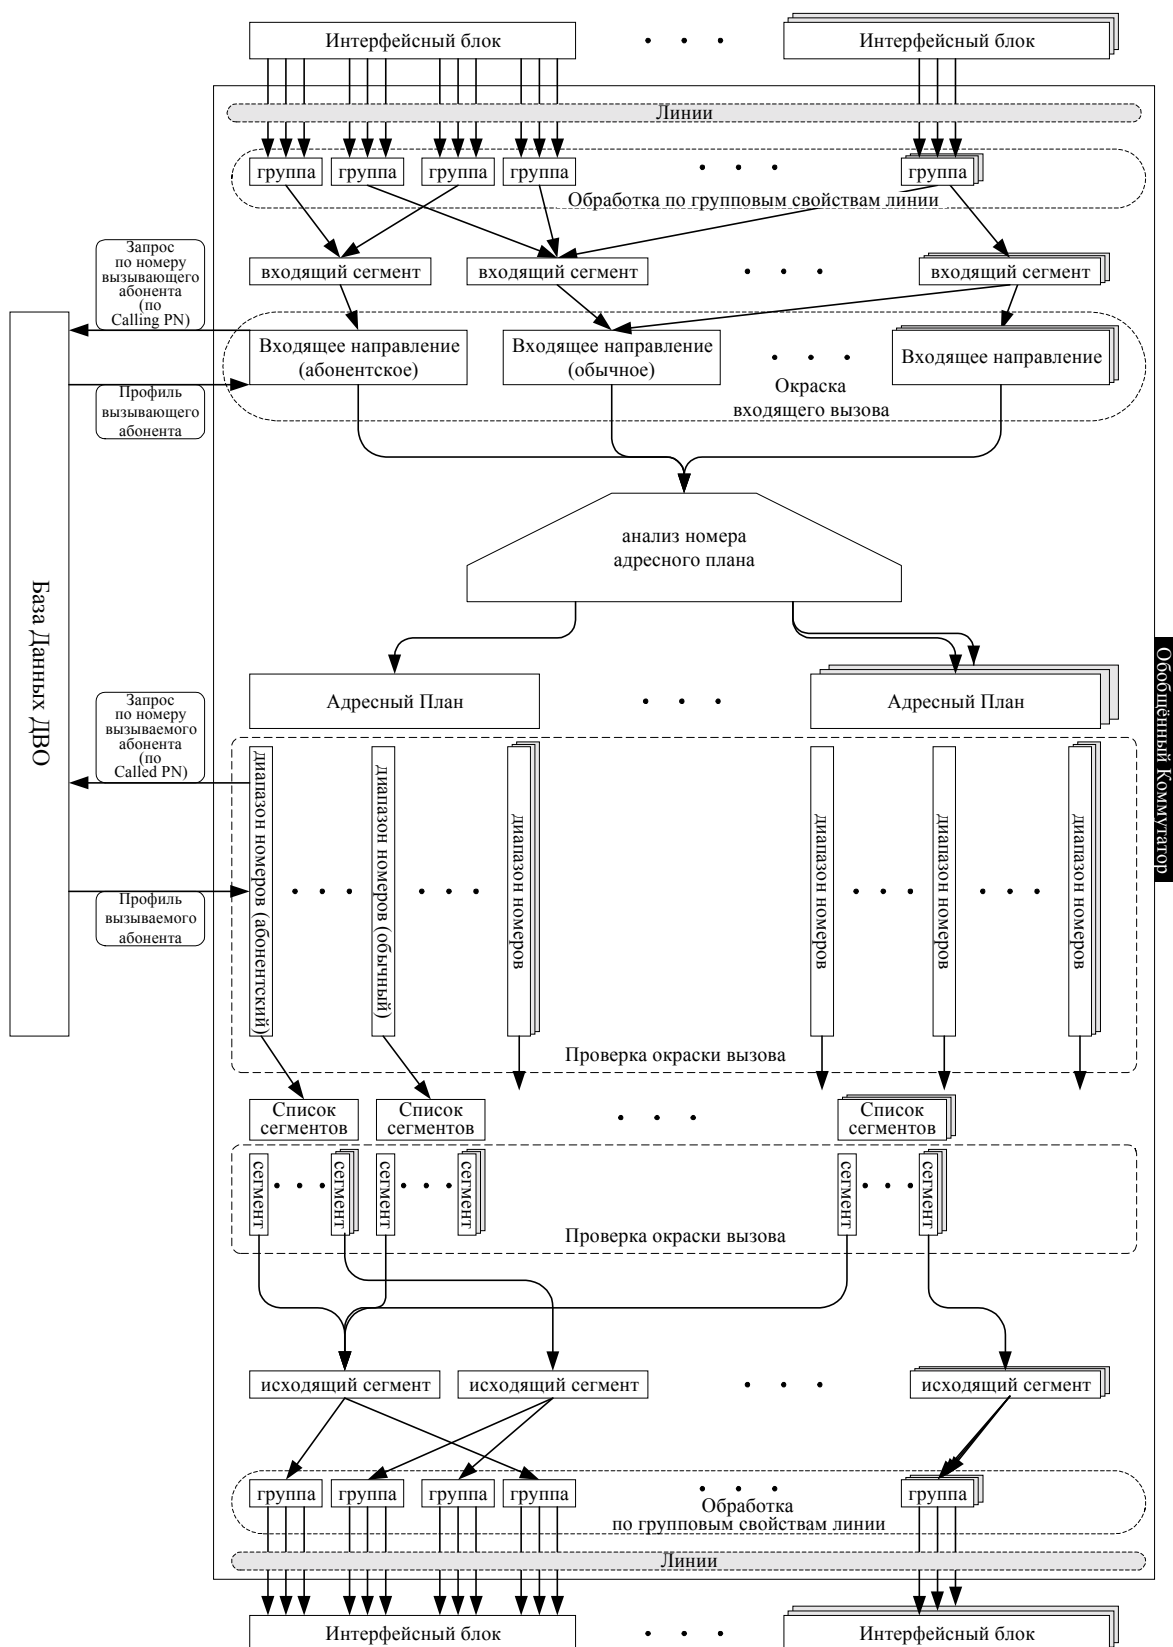 Интерфейсный блок
Интерфейсный блок
Линии
группа
группа
группа
группа
группа
Обработка по групповым свойствам линии
Запрос
по номеру
вызывающего
абонента
(по
Calling PN)
входящий сегмент
входящий сегмент
входящий сегмент
Входящее направление
(абонентское)
Входящее направление
(обычное)
Входящее направление
Окраска
входящего вызова
Профиль
вызывающего
абонента
анализ номера
адресного плана
База Данных ДВО
Обобщённый Коммутатор
Адресный План
Адресный План
Запрос
по номеру
вызываемого
абонента
(по
Called PN)
диапазон номеров (абонентский)
диапазон номеров (обычный)
диапазон номеров
диапазон номеров
диапазон номеров
диапазон номеров
Профиль
вызываемого
абонента
Проверка окраски вызова
Список
сегментов
Список
сегментов
Список
сегментов
сегмент
сегмент
сегмент
сегмент
сегмент
сегмент
Проверка окраски вызова
исходящий сегмент
исходящий сегмент
исходящий сегмент
группа
группа
группа
группа
группа
Обработка
по групповым свойствам линии
Линии
Интерфейсный блок
Интерфейсный блок